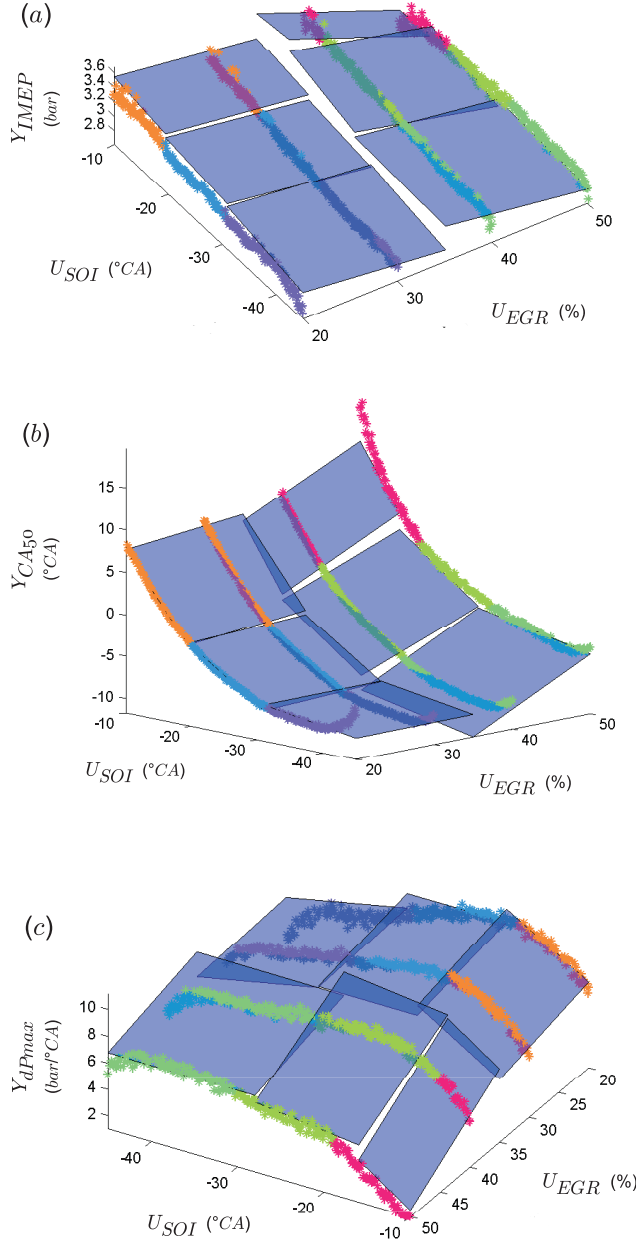 (a)
3.6
3.4
3.2
3
2.8
Y_IMEP
(bar)
-10
-20
-30
-40
U_SOI (°CA)
20
30
40
50
U_EGR (%)
(b)
15
10
5
0
-5
-10
Y_CA50
(°CA)
-10
-20
-30
-40
U_SOI (°CA)
20
30
40
50
U_EGR (%)
(c)
10
8
6
4
2
Y_dPmax
(bar/°CA)
-40
-30
-20
-10
U_SOI (°CA)
20
25
30
35
40
45
50
U_EGR (%)